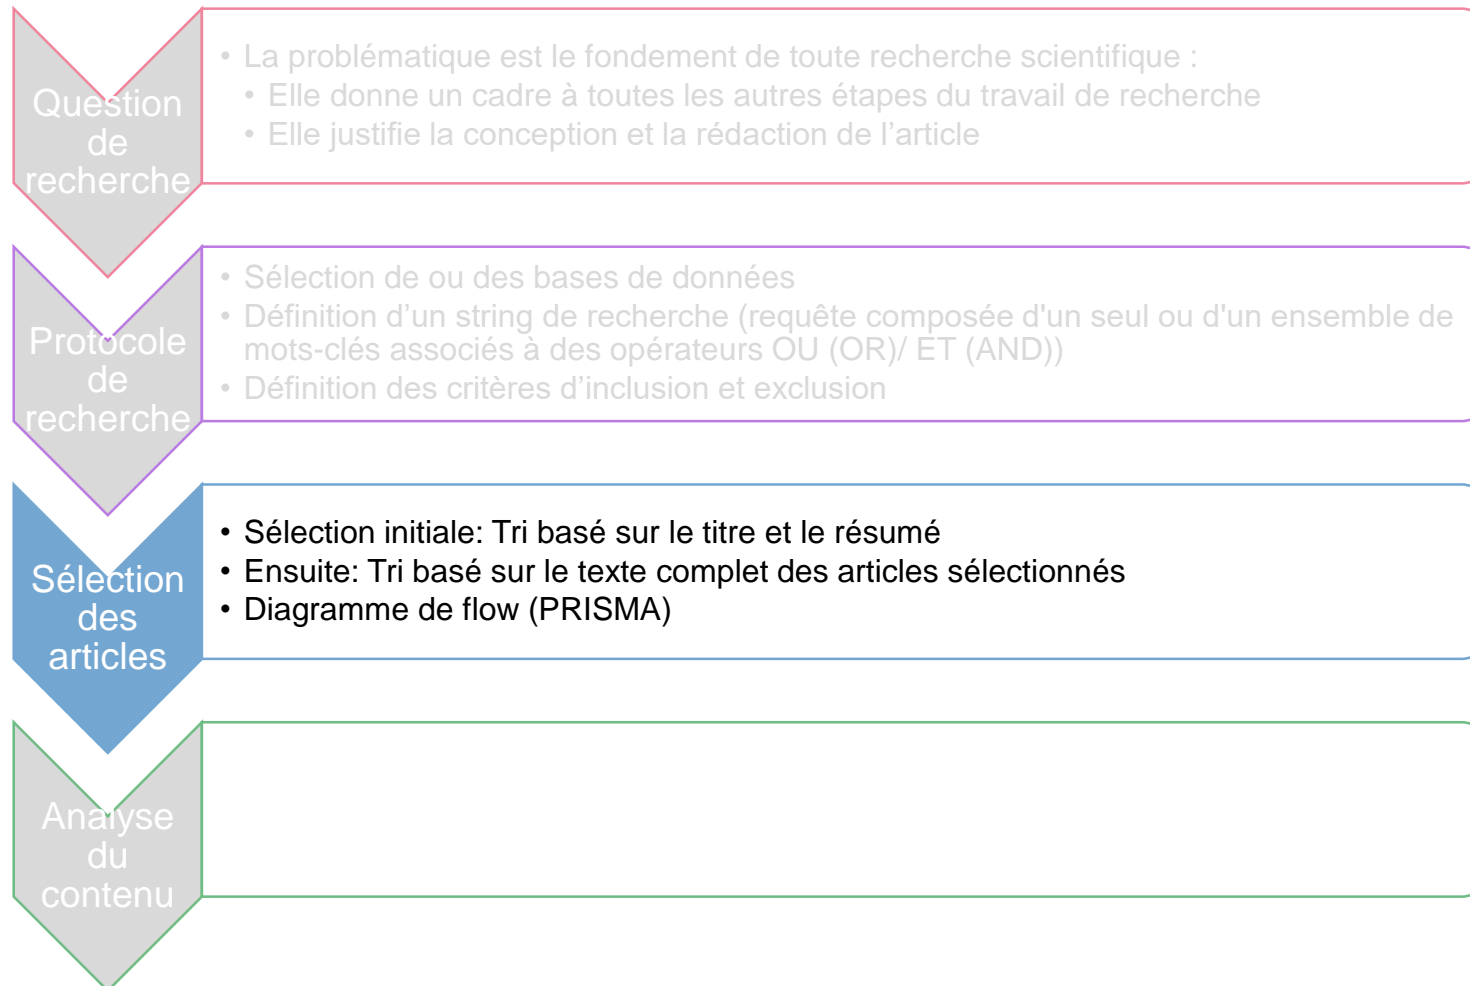 Question
de
recherche
• La problématique est le fondement de toute recherche scientifique :
• Elle donne un cadre à toutes les autres étapes du travail de recherche
• Elle justifie la conception et la rédaction de l’article
Protocole
de
recherche
• Sélection de ou des bases de données
• Définition d’un string de recherche (requête composée d'un seul ou d'un ensemble de
mots-clés associés à des opérateurs OU (OR)/ ET (AND))
• Définition des critères d’inclusion et exclusion
Sélection
des
articles
• Sélection initiale: Tri basé sur le titre et le résumé
• Ensuite: Tri basé sur le texte complet des articles sélectionnés
• Diagramme de flow (PRISMA)
Analyse
du
contenu